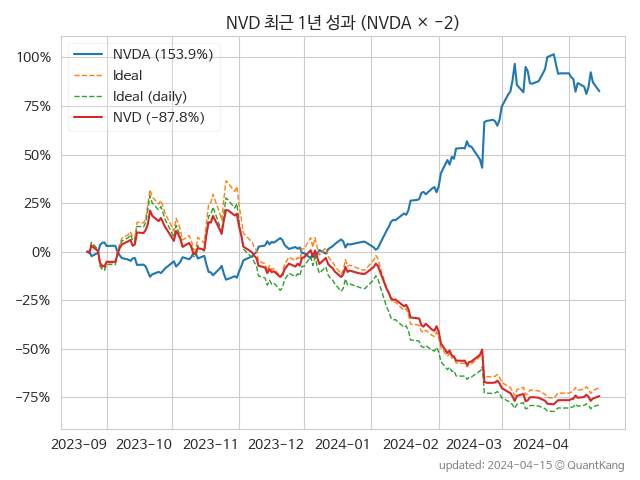 NVD 최근 1년 성과 (NVDA × −2)
NVDA (153.9%)
Ideal
Ideal (daily)
NVD (−87.8%)
100%
75%
50%
25%
0%
−25%
−50%
−75%
2023-09 2023-10 2023-11 2023-12 2024-01 2024-02 2024-03 2024-04
updated: 2024-04-15 © QuantKang